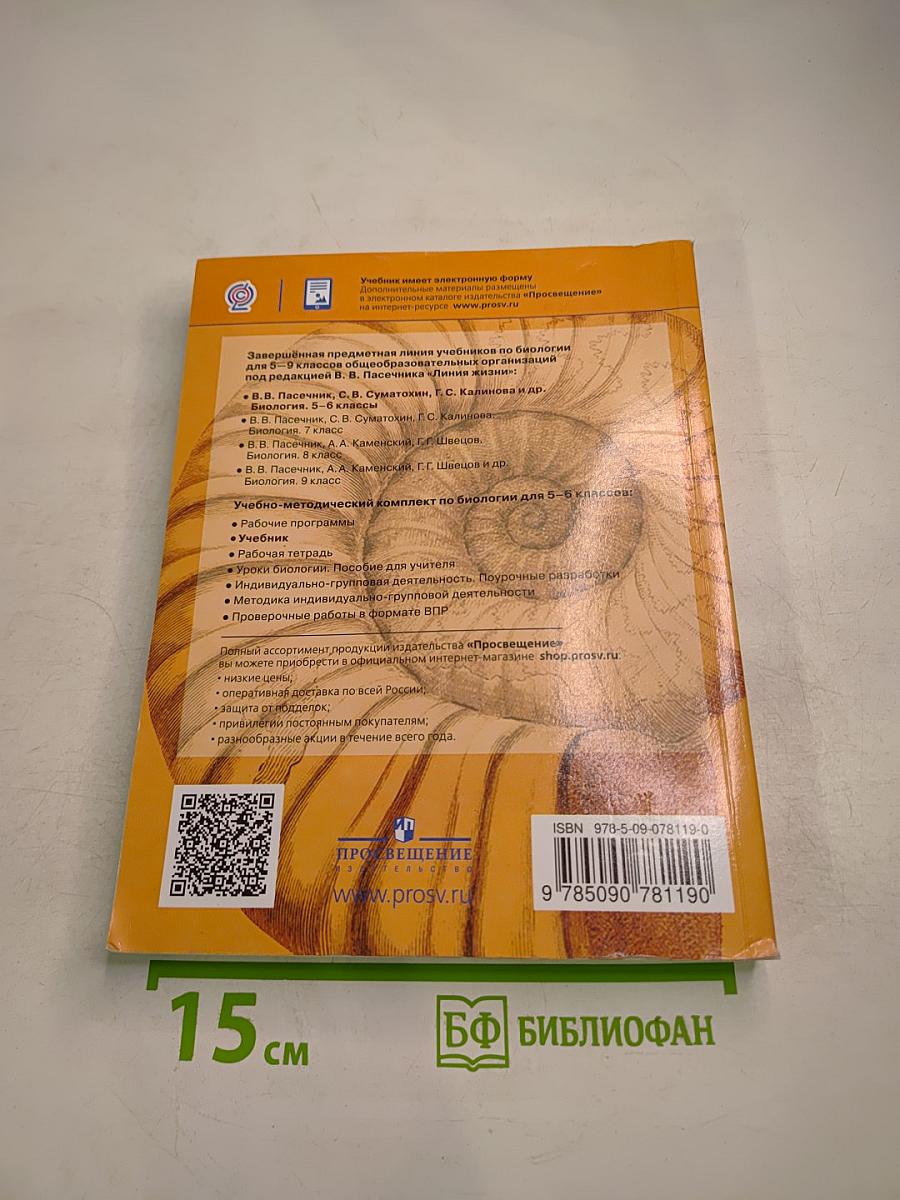 Учебник имеет электронную форму
Дополнительные материалы размещены
в электронном каталоге издательства «Просвещение»
на интернет-ресурсе www.prosv.ru
Завершённая предметная линия учебников по биологии
для 5–9 классов общеобразовательных организаций
под редакцией В. В. Пасечника «Линия жизни»:
• В. В. Пасечник, С. В. Суматохин, Г. С. Калинова и др.
Биология. 5–6 классы
• В. В. Пасечник, С. В. Суматохин, Г. С. Калинова.
Биология. 7 класс
• В. В. Пасечник, А. А. Каменский, Г. Г. Швецов.
Биология. 8 класс
• В. В. Пасечник, А. А. Каменский, Г. Г. Швецов и др.
Биология. 9 класс
Учебно-методический комплект по биологии для 5–6 классов:
• Рабочие программы
• Учебник
• Рабочая тетрадь
• Уроки биологии. Пособие для учителя
• Индивидуально-групповая деятельность. Поурочные разработки
• Методика индивидуально-групповой деятельности
• Проверочные работы в формате ВПР
Полный ассортимент продукции издательства «Просвещение»
вы можете приобрести в официальном интернет-магазине shop.prosv.ru:
• низкие цены;
• оперативная доставка по всей России;
• защита от подделок;
• привилегии постоянным покупателям;
• разнообразные акции в течение всего года.
ИП
ПРОСВЕЩЕНИЕ
ИЗДАТЕЛЬСТВО
www.prosv.ru
ISBN 978-5-09-078119-0
9 785090 781190
15 см
БФ БИБЛИОФАН